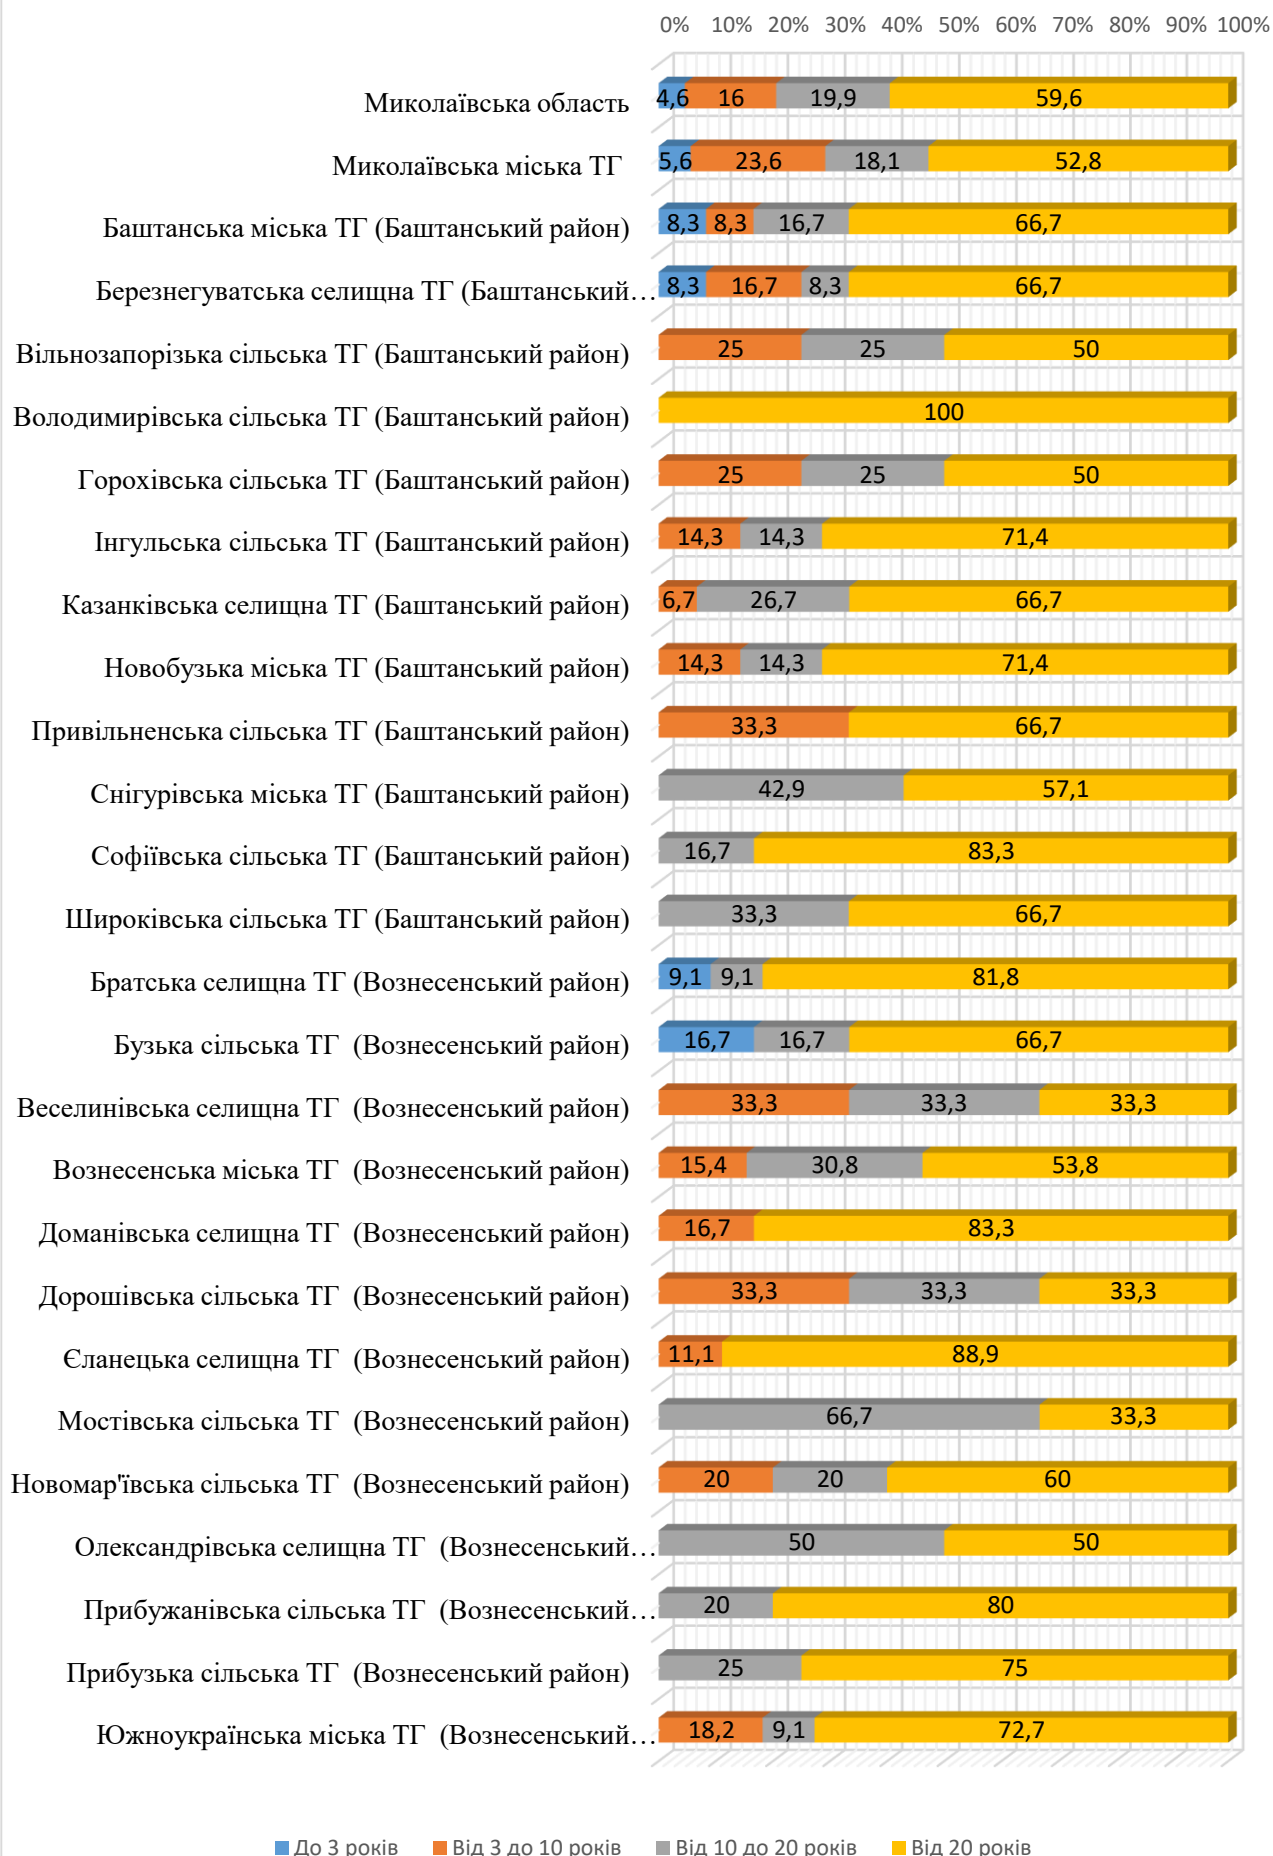 0% 10% 20% 30% 40% 50% 60% 70% 80% 90% 100%
Миколаївська область 4,6 16 19,9 59,6
Миколаївська міська ТГ 5,6 23,6 18,1 52,8
Баштанська міська ТГ (Баштанський район) 8,3 8,3 16,7 66,7
Березнегуватська селищна ТГ (Баштанський… 8,3 16,7 8,3 66,7
Вільнозапорізька сільська ТГ (Баштанський район) 25 25 50
Володимирівська сільська ТГ (Баштанський район) 100
Горохівська сільська ТГ (Баштанський район) 25 25 50
Інгульська сільська ТГ (Баштанський район) 14,3 14,3 71,4
Казанківська селищна ТГ (Баштанський район) 6,7 26,7 66,7
Новобузька міська ТГ (Баштанський район) 14,3 14,3 71,4
Привільненська сільська ТГ (Баштанський район) 33,3 66,7
Снігурівська міська ТГ (Баштанський район) 42,9 57,1
Софіївська сільська ТГ (Баштанський район) 16,7 83,3
Широківська сільська ТГ (Баштанський район) 33,3 66,7
Братська селищна ТГ (Вознесенський район) 9,1 9,1 81,8
Бузька сільська ТГ (Вознесенський район) 16,7 16,7 66,7
Веселинівська селищна ТГ (Вознесенський район) 33,3 33,3 33,3
Вознесенська міська ТГ (Вознесенський район) 15,4 30,8 53,8
Доманівська селищна ТГ (Вознесенський район) 16,7 83,3
Дорошівська сільська ТГ (Вознесенський район) 33,3 33,3 33,3
Єланецька селищна ТГ (Вознесенський район) 11,1 88,9
Мостівська сільська ТГ (Вознесенський район) 66,7 33,3
Новомар'ївська сільська ТГ (Вознесенський район) 20 20 60
Олександрівська селищна ТГ (Вознесенський… 50 50
Прибужанівська сільська ТГ (Вознесенський… 20 80
Прибузька сільська ТГ (Вознесенський район) 25 75
Южноукраїнська міська ТГ (Вознесенський… 18,2 9,1 72,7
До 3 років Від 3 до 10 років Від 10 до 20 років Від 20 років